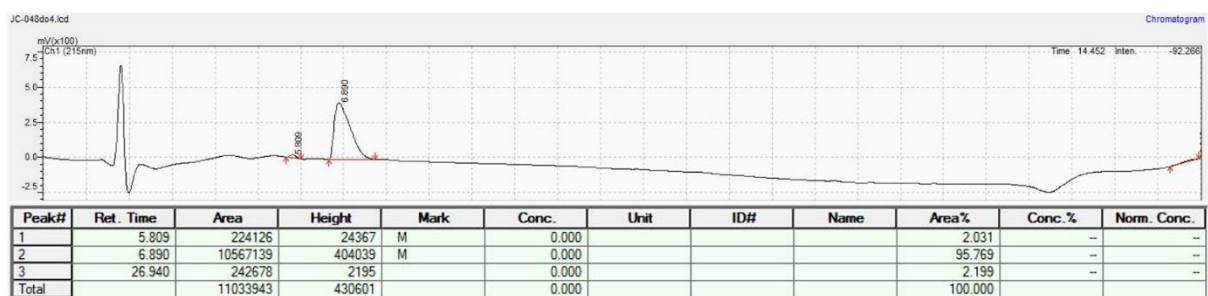 JC-048do4.lcd
Chromatogram
mV(x100)
Ch1 (215nm)
Time 14.452 Inten. -92.266
7.5
5.0
2.5
0.0
-2.5
5.809
6.890
Peak# Ret. Time Area Height Mark Conc. Unit ID# Name Area% Conc.% Norm. Conc.
1 5.809 224126 24367 M 0.000 2.031 -- --
2 6.890 10567139 404039 M 0.000 95.769 -- --
3 26.940 242678 2195 0.000 2.199 -- --
Total 11033943 430601 0.000 100.000